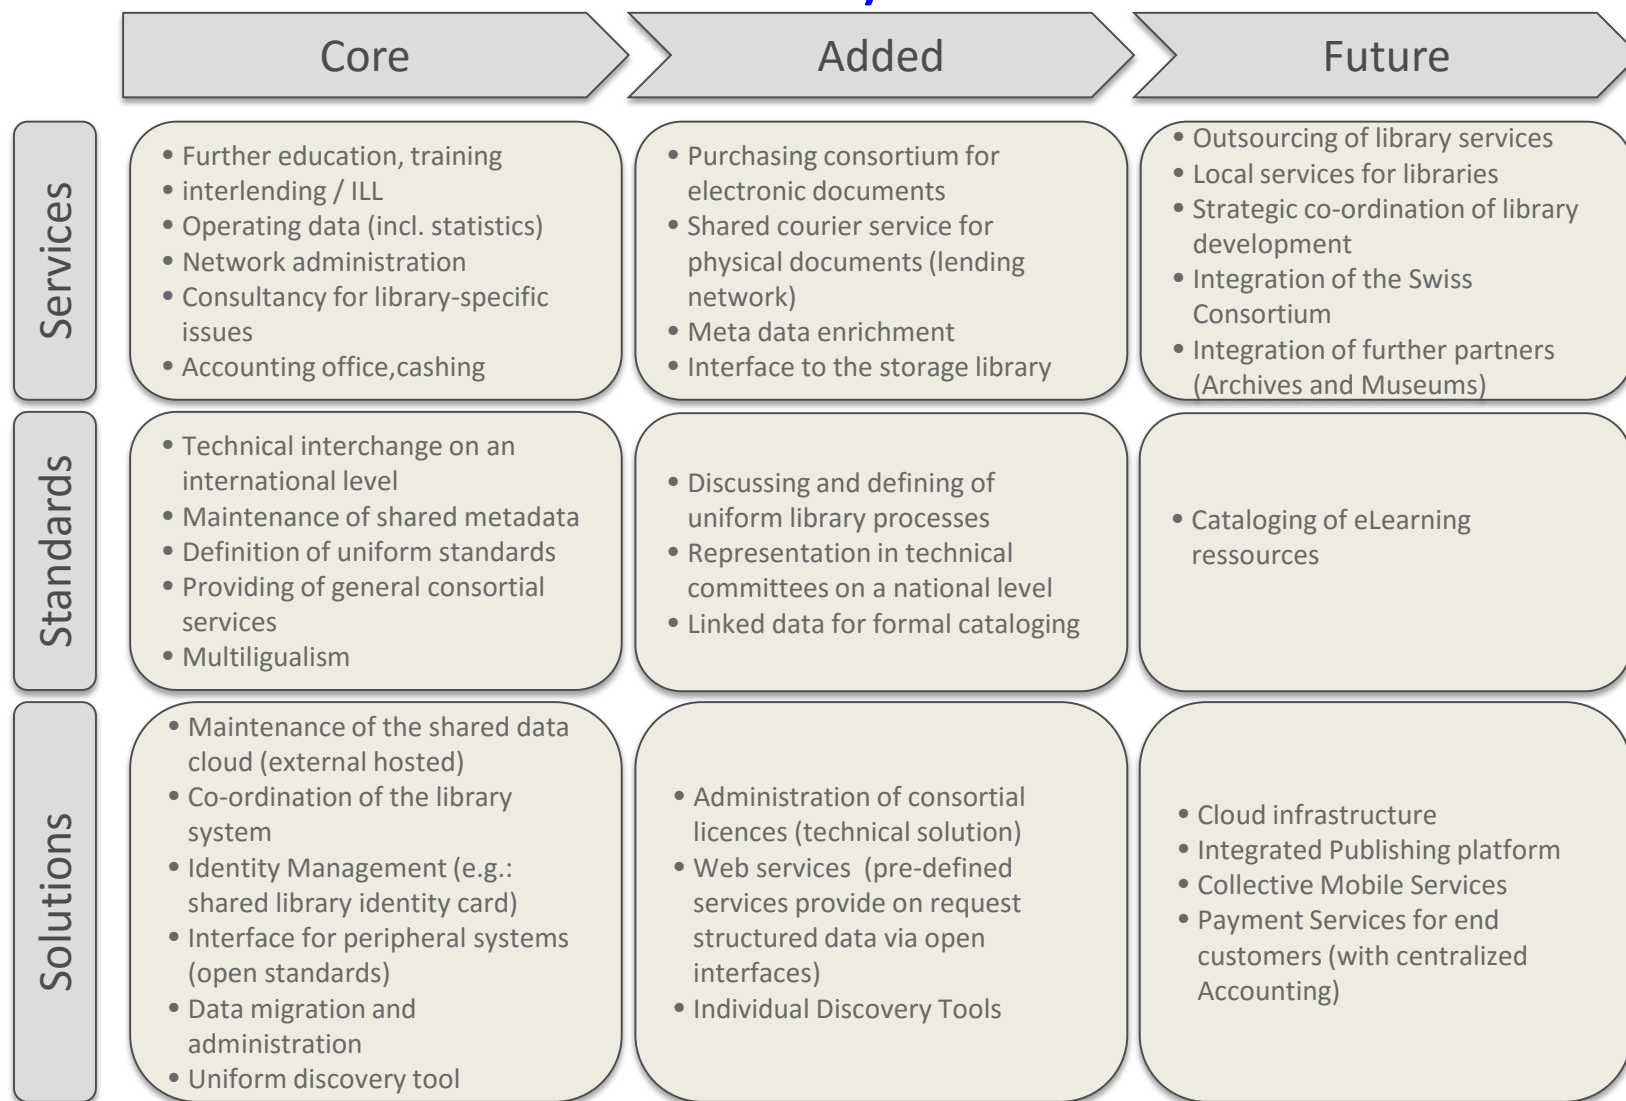 Core
Added
Future
Services
• Further education, training
• interlending / ILL
• Operating data (incl. statistics)
• Network administration
• Consultancy for library-specific
issues
• Accounting office,cashing
• Purchasing consortium for
electronic documents
• Shared courier service for
physical documents (lending
network)
• Meta data enrichment
• Interface to the storage library
• Outsourcing of library services
• Local services for libraries
• Strategic co-ordination of library
development
• Integration of the Swiss
Consortium
• Integration of further partners
(Archives and Museums)
Standards
• Technical interchange on an
international level
• Maintenance of shared metadata
• Definition of uniform standards
• Providing of general consortial
services
• Multiligualism
• Discussing and defining of
uniform library processes
• Representation in technical
committees on a national level
• Linked data for formal cataloging
• Cataloging of eLearning
ressources
Solutions
• Maintenance of the shared data
cloud (external hosted)
• Co-ordination of the library
system
• Identity Management (e.g.:
shared library identity card)
• Interface for peripheral systems
(open standards)
• Data migration and
administration
• Uniform discovery tool
• Administration of consortial
licences (technical solution)
• Web services  (pre-defined
services provide on request
structured data via open
interfaces)
• Individual Discovery Tools
• Cloud infrastructure
• Integrated Publishing platform
• Collective Mobile Services
• Payment Services for end
customers (with centralized
Accounting)